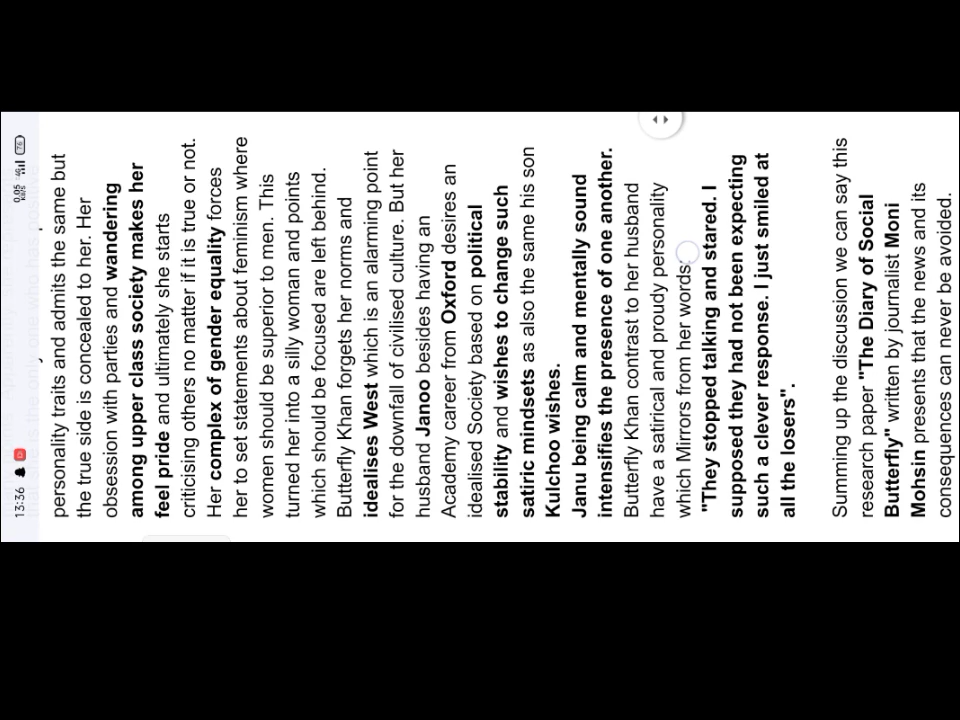 13:36 0.05 KB/S 4G 76
personality traits and admits the same but
the true side is concealed to her. Her
obsession with parties and wandering
among upper class society makes her
feel pride and ultimately she starts
criticising others no matter if it is true or not.
Her complex of gender equality forces
her to set statements about feminism where
women should be superior to men. This
turned her into a silly woman and points
which should be focused are left behind.
Butterfly Khan forgets her norms and
idealises West which is an alarming point
for the downfall of civilised culture. But her
husband Janoo besides having an
Academy career from Oxford desires an
idealised Society based on political
stability and wishes to change such
satiric mindsets as also the same his son
Kulchoo wishes.
Janu being calm and mentally sound
intensifies the presence of one another.
Butterfly Khan contrast to her husband
have a satirical and proudy personality
which Mirrors from her words:
"They stopped talking and stared. I
supposed they had not been expecting
such a clever response. I just smiled at
all the losers".
Summing up the discussion we can say this
research paper "The Diary of Social
Butterfly" written by journalist Moni
Mohsin presents that the news and its
consequences can never be avoided.